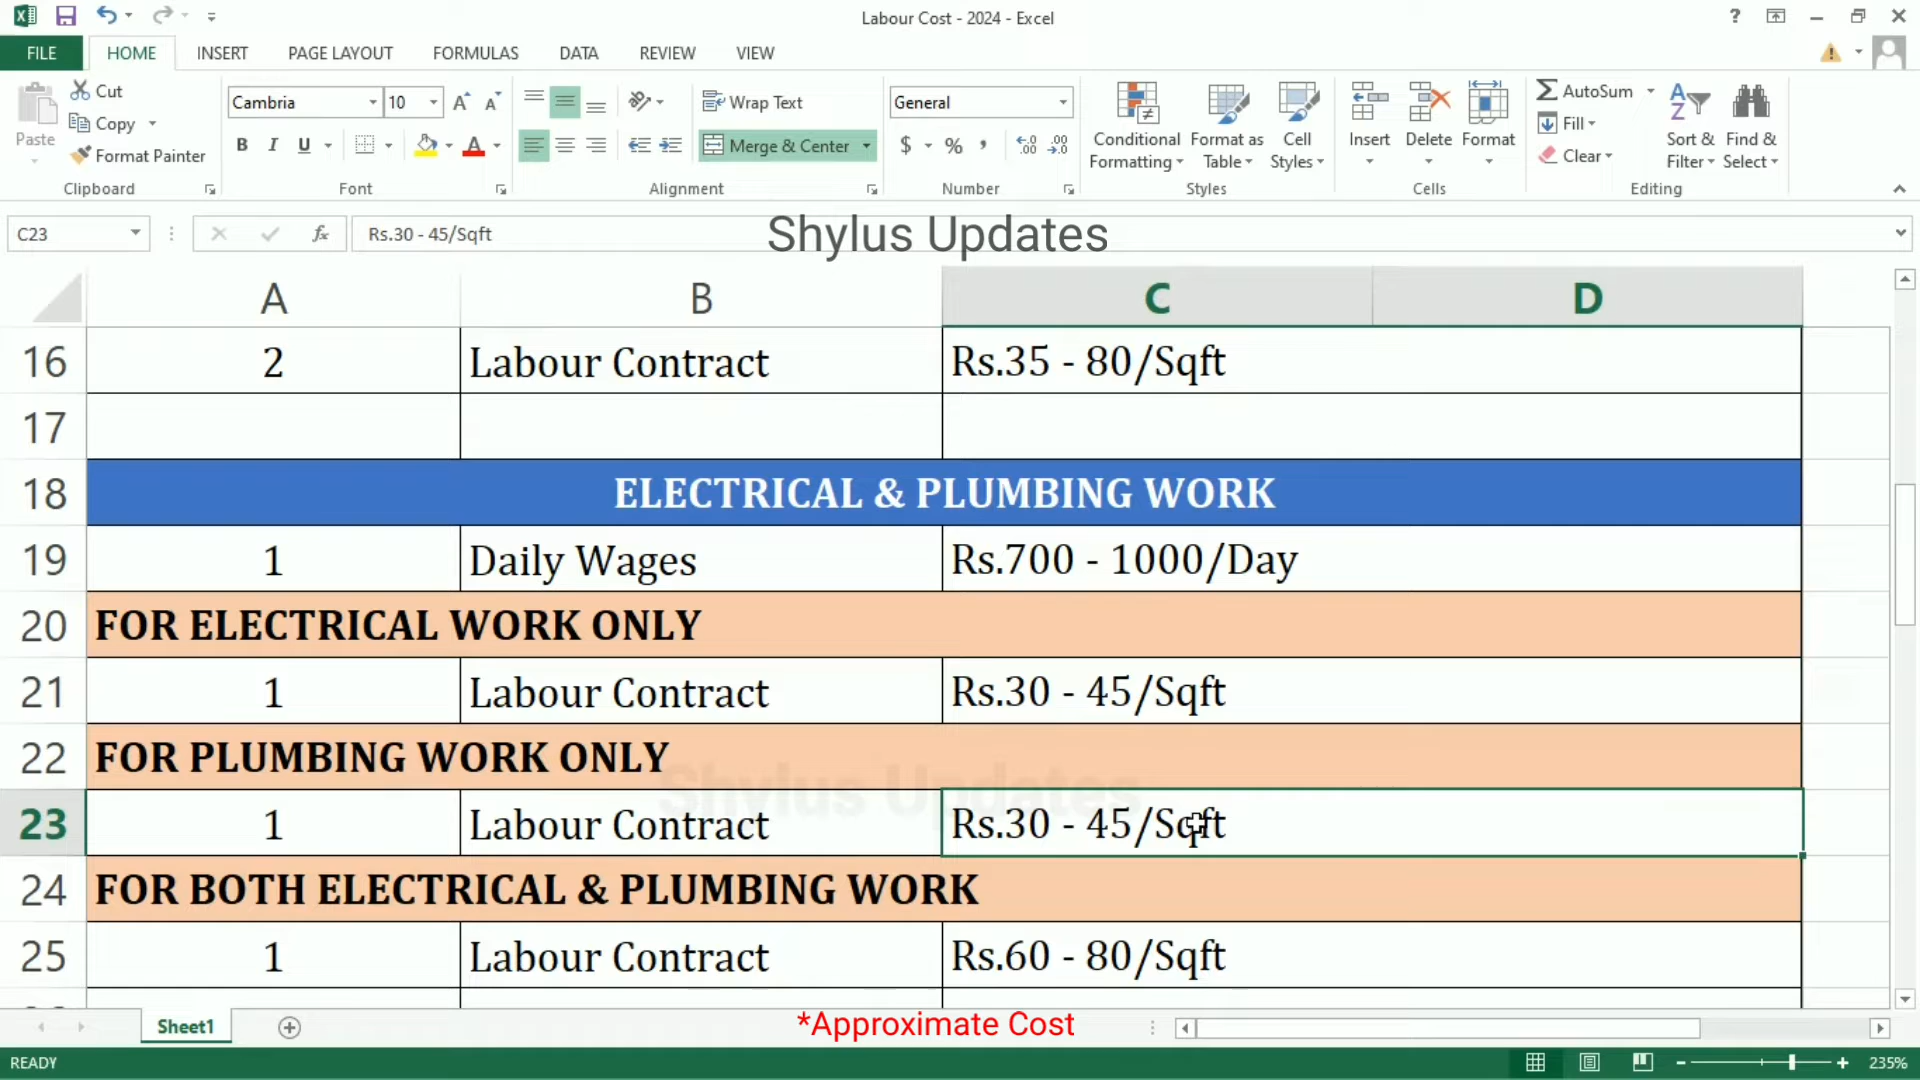 Labour Cost - 2024 - Excel
?
FILE HOME INSERT PAGE LAYOUT FORMULAS DATA REVIEW VIEW
Paste
Cut
Copy
Format Painter
Cambria 10
B I U
Wrap Text
Merge & Center
General
$ % ,
Conditional Formatting
Format as Table
Cell Styles
Insert
Delete
Format
AutoSum
Fill
Clear
Sort & Filter
Find & Select
Clipboard Font Alignment Number Styles Cells Editing
C23 fx Rs.30 - 45/Sqft
Shylus Updates
A B C D
16 2 Labour Contract Rs.35 - 80/Sqft
17
18 ELECTRICAL & PLUMBING WORK
19 1 Daily Wages Rs.700 - 1000/Day
20 FOR ELECTRICAL WORK ONLY
21 1 Labour Contract Rs.30 - 45/Sqft
22 FOR PLUMBING WORK ONLY
Shylus Updates
23 1 Labour Contract Rs.30 - 45/Sqft
24 FOR BOTH ELECTRICAL & PLUMBING WORK
25 1 Labour Contract Rs.60 - 80/Sqft
Sheet1
*Approximate Cost
READY 235%